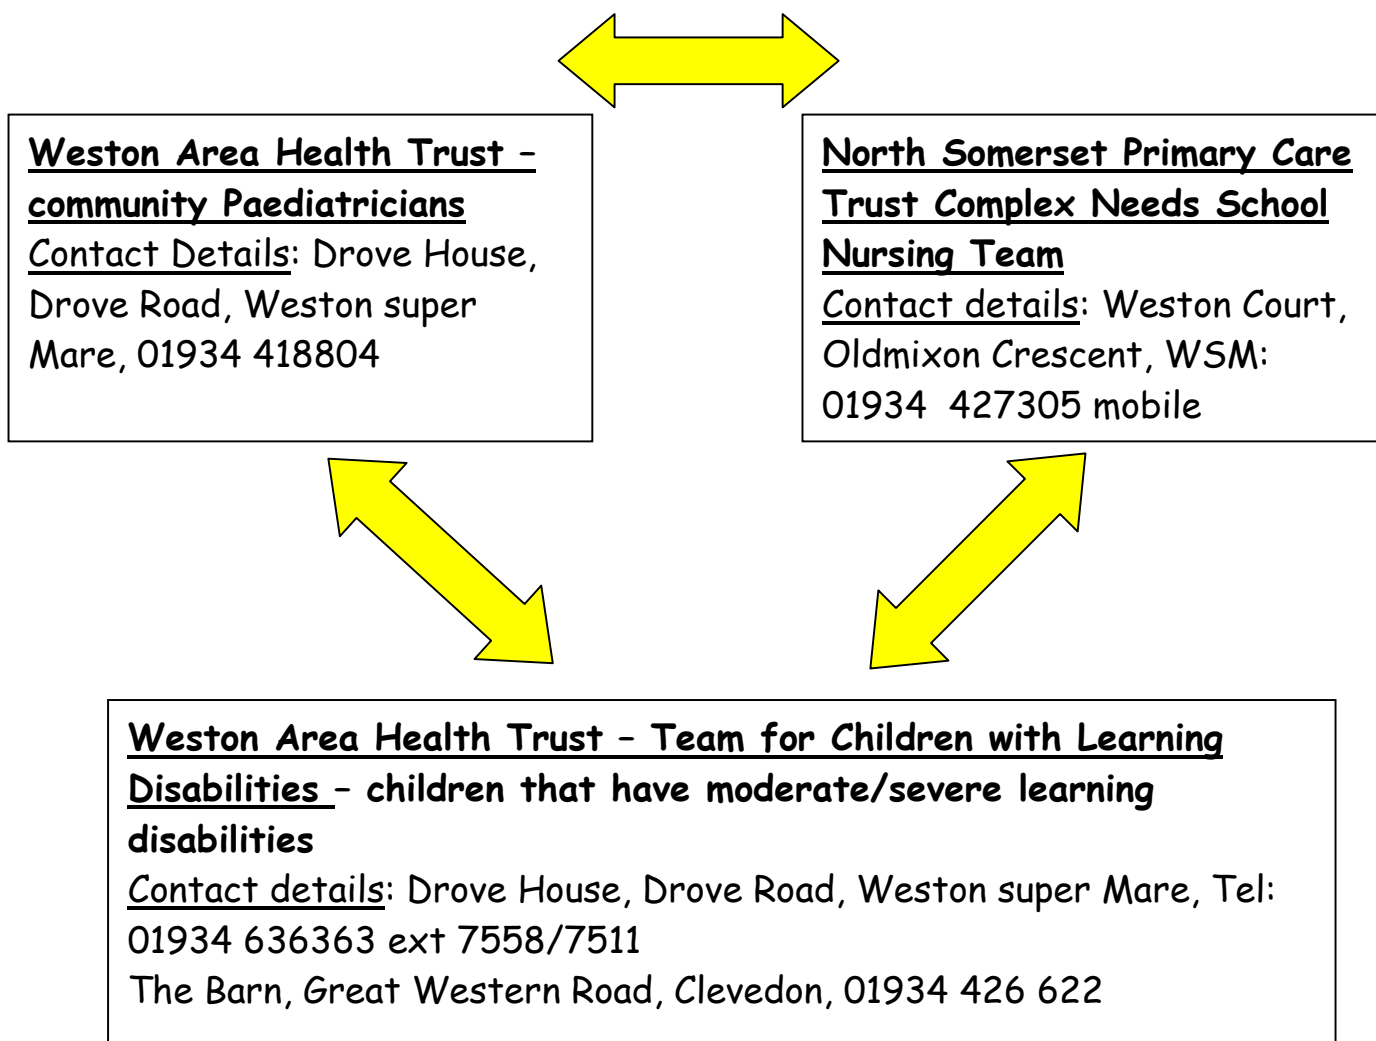 Weston Area Health Trust –
community Paediatricians
Contact Details: Drove House,
Drove Road, Weston super
Mare, 01934 418804
North Somerset Primary Care
Trust Complex Needs School
Nursing Team
Contact details: Weston Court,
Oldmixon Crescent, WSM:
01934  427305 mobile
Weston Area Health Trust – Team for Children with Learning
Disabilities – children that have moderate/severe learning
disabilities
Contact details: Drove House, Drove Road, Weston super Mare, Tel:
01934 636363 ext 7558/7511
The Barn, Great Western Road, Clevedon, 01934 426 622